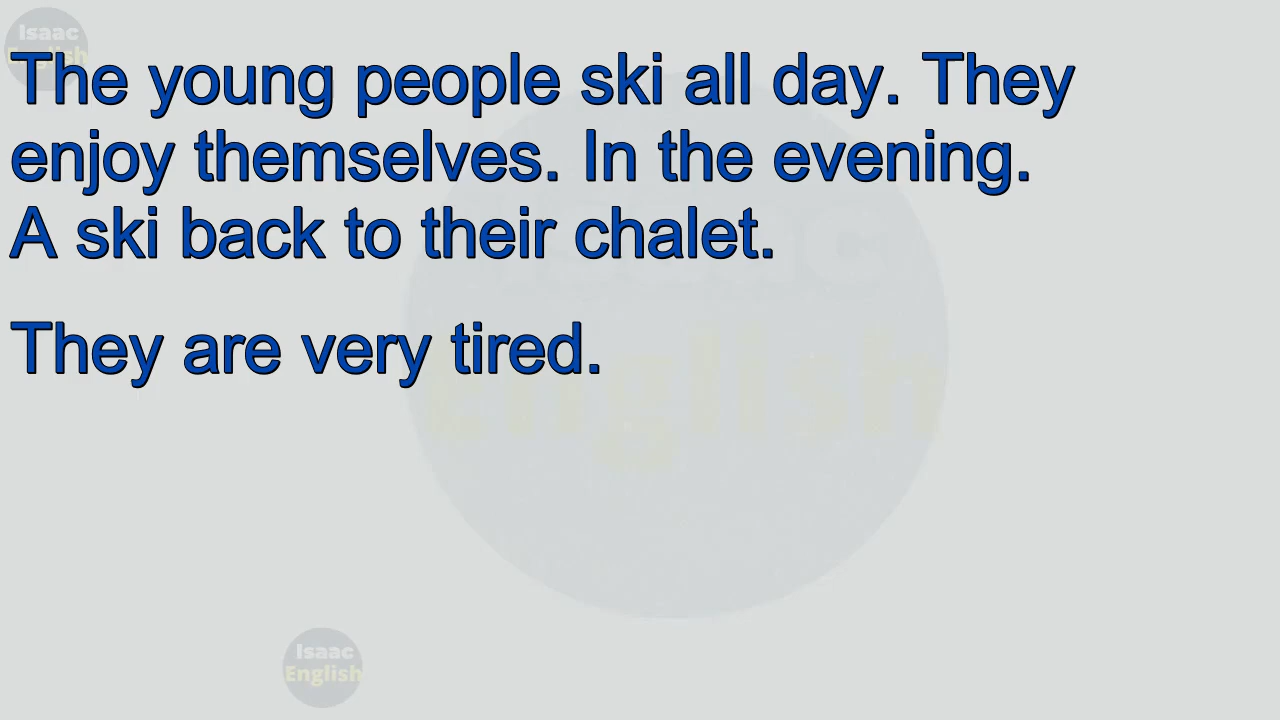 Isaac
English
The young people ski all day. They
enjoy themselves. In the evening.
A ski back to their chalet.
They are very tired.
English
Isaac
English